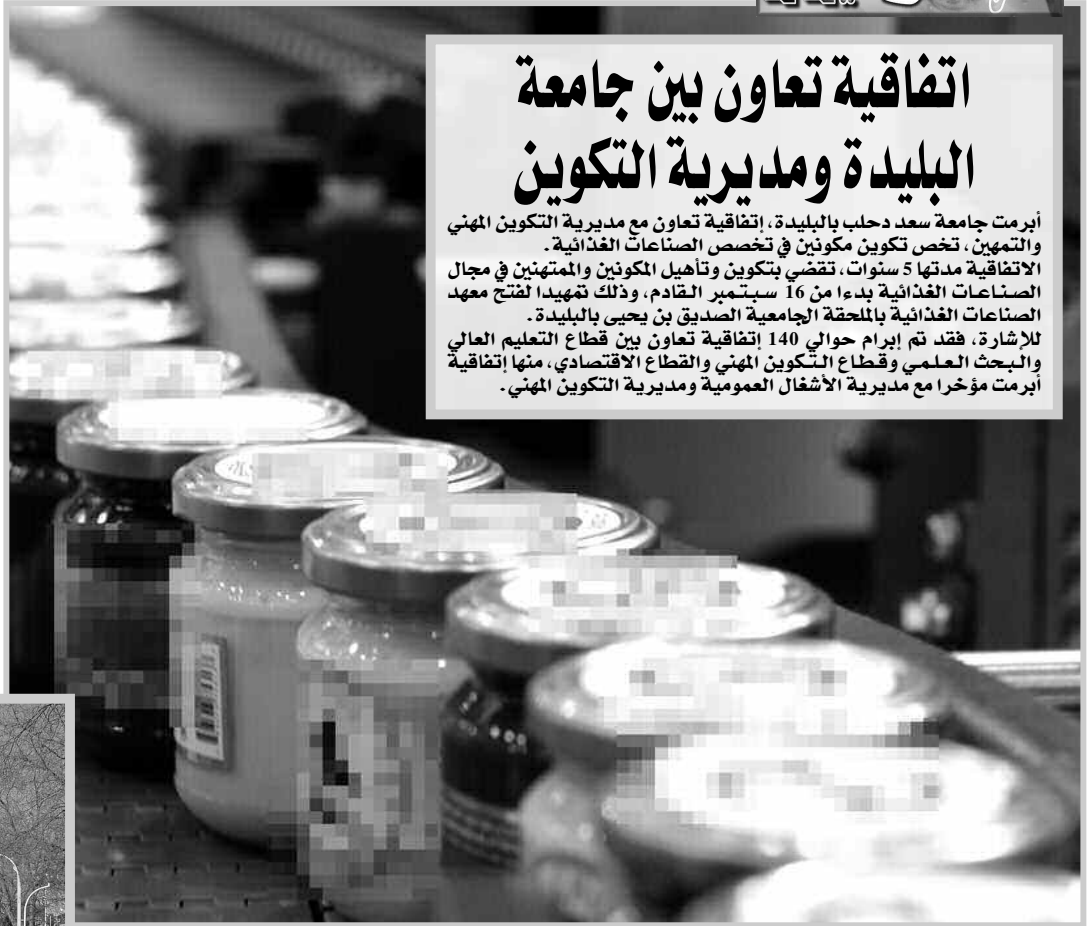 اتفاقية تعاون بين جامعة
البليدة ومديرية التكوين
أبرمت جامعة سعد دحلب بالبليدة، إتفاقية تعاون مع مديرية التكوين المهني
والتمهين، تخص تكوين مكونين في تخصص الصناعات الغذائية.
الاتفاقية مدتها 5 سنوات، تقضي بتكوين وتأهيل المكونين والممتهنين في مجال
الصناعات الغذائية بدءا من 16 سبتمبر القادم، وذلك تمهيدا لفتح معهد
الصناعات الغذائية بالملحقة الجامعية الصديق بن يحيى بالبليدة.
للإشارة، فقد تم إبرام حوالي 140 إتفاقية تعاون بين قطاع التعليم العالي
والبحث العلمي وقطاع التكوين المهني والقطاع الاقتصادي، منها إتفاقية
أبرمت مؤخرا مع مديرية الأشغال العمومية ومديرية التكوين المهني.